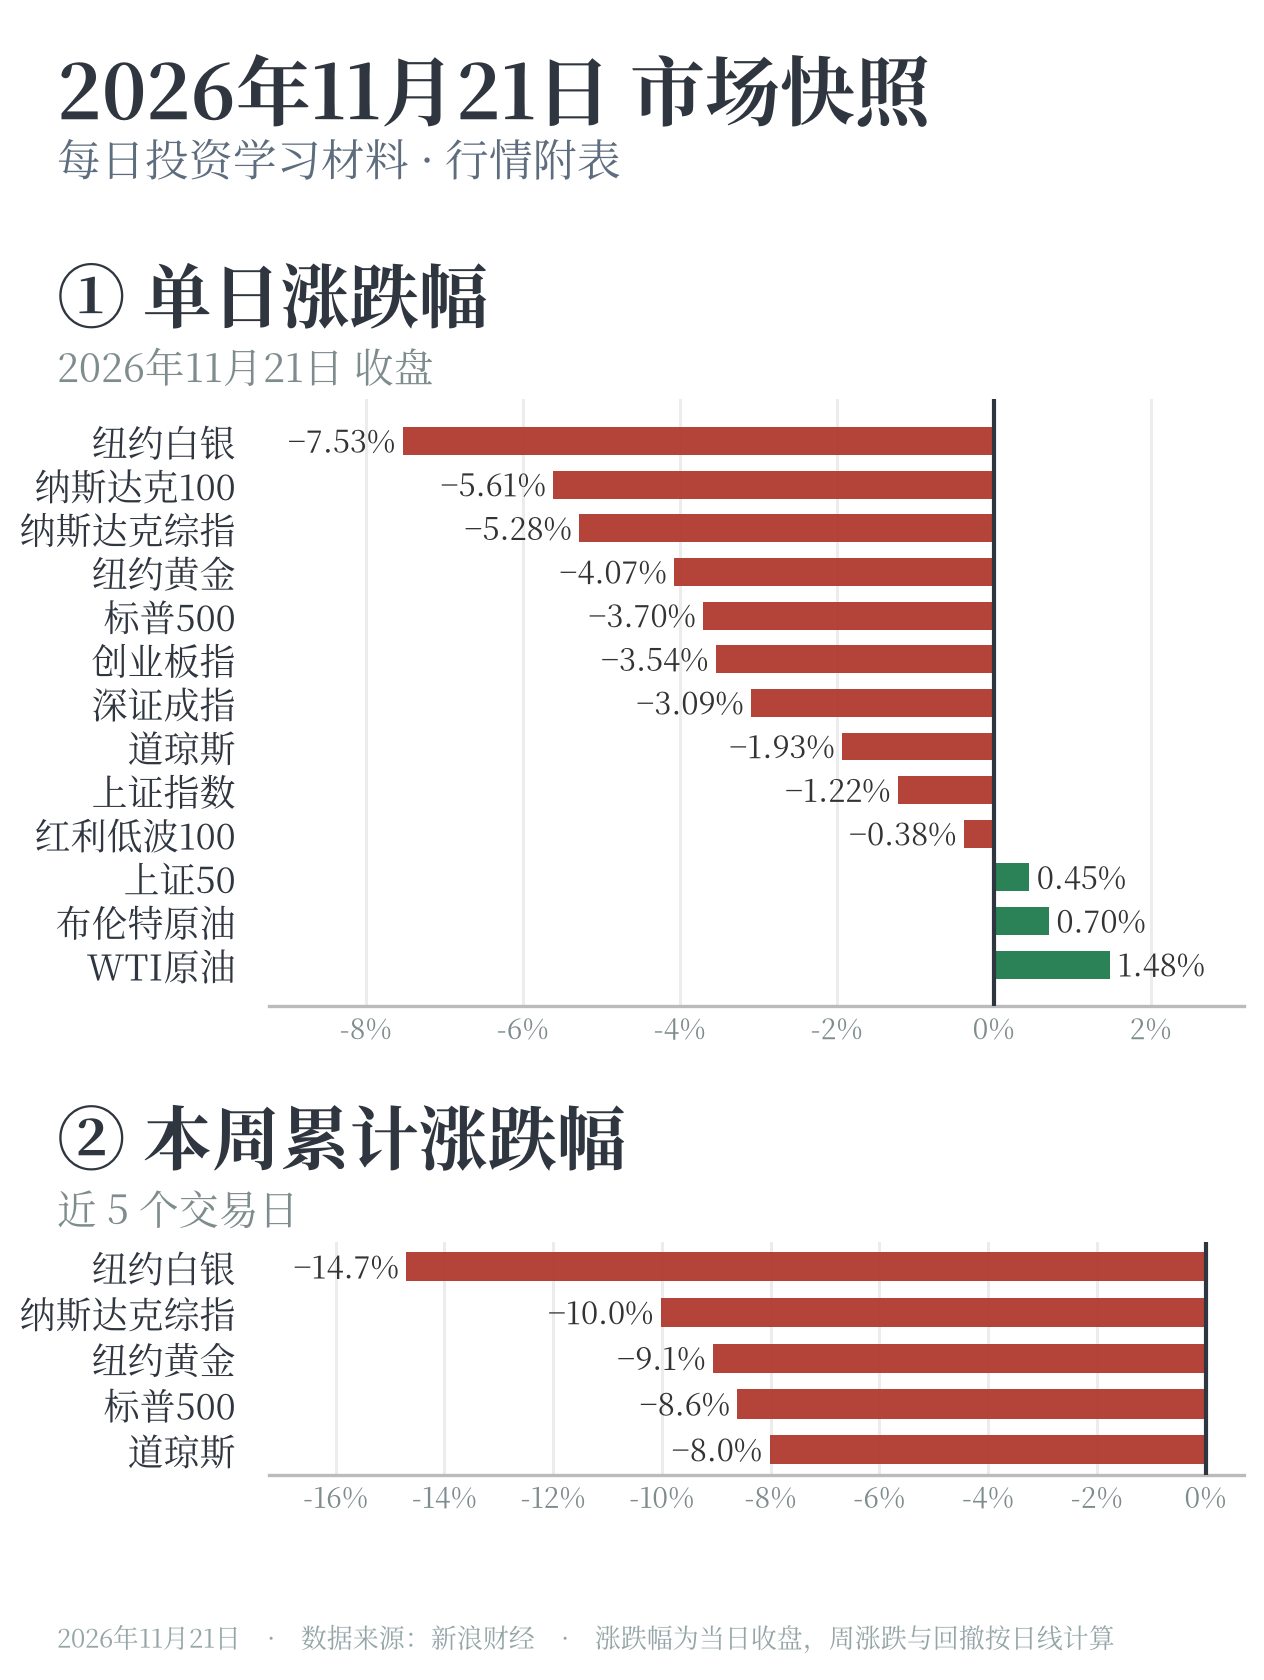 2026年11月21日 市场快照
每日投资学习材料 · 行情附表
① 单日涨跌幅
2026年11月21日 收盘
纽约白银 −7.53%
纳斯达克100 −5.61%
纳斯达克综指 −5.28%
纽约黄金 −4.07%
标普500 −3.70%
创业板指 −3.54%
深证成指 −3.09%
道琼斯 −1.93%
上证指数 −1.22%
红利低波100 −0.38%
上证50 0.45%
布伦特原油 0.70%
WTI原油 1.48%
-8% -6% -4% -2% 0% 2%
② 本周累计涨跌幅
近 5 个交易日
纽约白银 −14.7%
纳斯达克综指 −10.0%
纽约黄金 −9.1%
标普500 −8.6%
道琼斯 −8.0%
-16% -14% -12% -10% -8% -6% -4% -2% 0%
2026年11月21日 · 数据来源：新浪财经 · 涨跌幅为当日收盘，周涨跌与回撤按日线计算